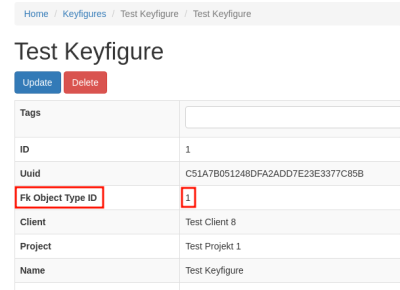 Home / Keyfigures / Test Keyfigure / Test Keyfigure
Test Keyfigure
Update Delete
Tags
ID 1
Uuid C51A7B051248DFA2ADD7E23E3377C85B
Fk Object Type ID 1
Client Test Client 8
Project Test Projekt 1
Name Test Keyfigure